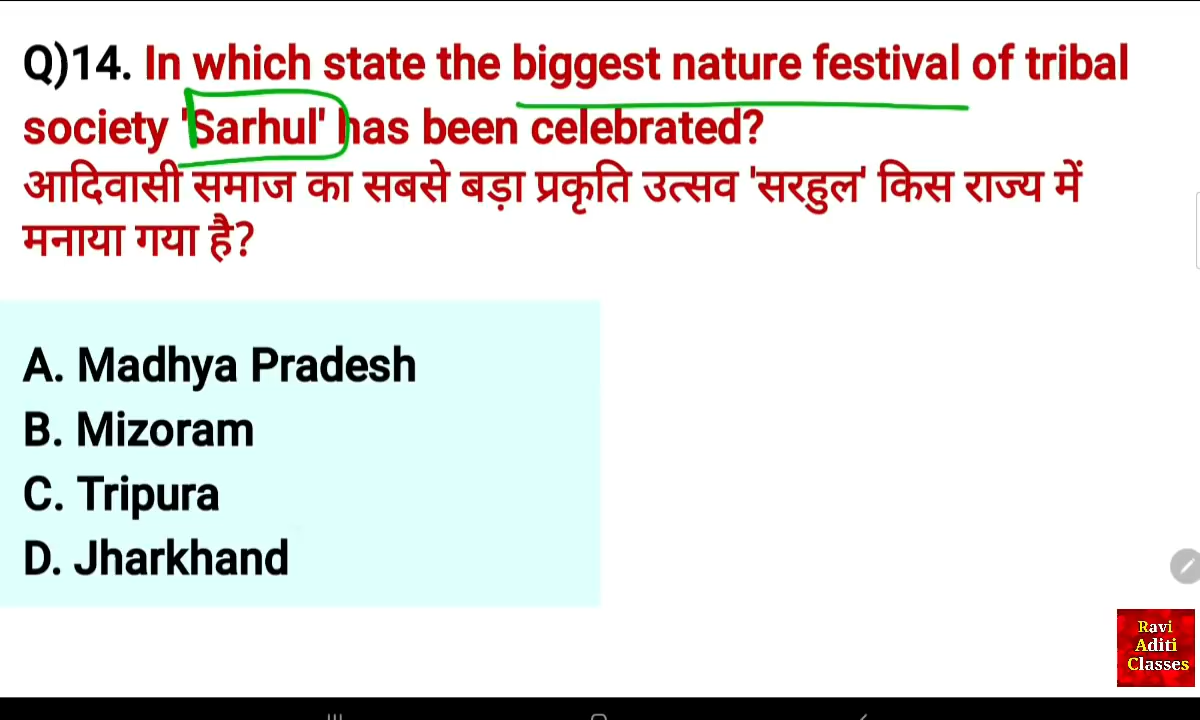 Q)14. In which state the biggest nature festival of tribal
society 'Sarhul' has been celebrated?
आदिवासी समाज का सबसे बड़ा प्रकृति उत्सव 'सरहुल' किस राज्य में
मनाया गया है?
A. Madhya Pradesh
B. Mizoram
C. Tripura
D. Jharkhand
Ravi
Aditi
Classes